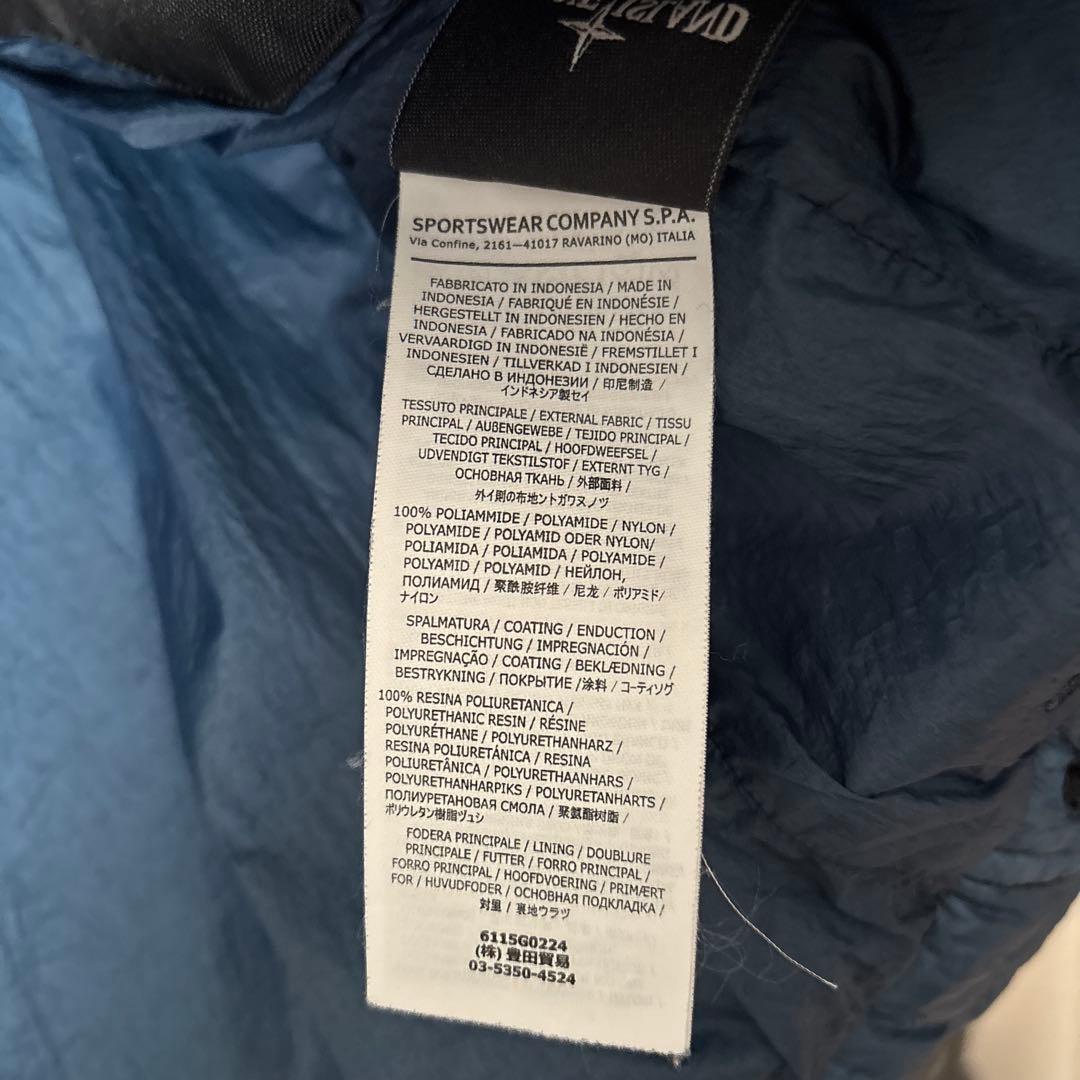 ISLAND
SPORTSWEAR COMPANY S.P.A.
Via Confine, 2161—41017 RAVARINO (MO) ITALIA
FABBRICATO IN INDONESIA / MADE IN
INDONESIA / FABRIQUÉ EN INDONÉSIE /
HERGESTELLT IN INDONESIEN / HECHO EN
INDONESIA / FABRICADO NA INDONÉSIA /
VERVAARDIGD IN INDONESIË / FREMSTILLET I
INDONESIEN / TILLVERKAD I INDONESIEN /
СДЕЛАНО В ИНДОНЕЗИИ / 印尼制造 /
インドネシア製セイ
TESSUTO PRINCIPALE / EXTERNAL FABRIC / TISSU
PRINCIPAL / AUßENGEWEBE / TEJIDO PRINCIPAL /
TECIDO PRINCIPAL / HOOFDWEEFSEL /
UDVENDIGT TEKSTILSTOF / EXTERNT TYG /
ОСНОВНАЯ ТКАНЬ / 外部面料 /
外イ則の布地ントガワヌノヅ
100% POLIAMMIDE / POLYAMIDE / NYLON /
POLYAMIDE / POLYAMID ODER NYLON/
POLIAMIDA / POLIAMIDA / POLYAMIDE /
POLYAMID / POLYAMID / НЕЙЛОН,
ПОЛИАМИД / 聚酰胺纤维 / 尼龙 / ポリアミド/
ナイロン
SPALMATURA / COATING / ENDUCTION /
BESCHICHTUNG / IMPREGNACIÓN /
IMPREGNAÇÃO / COATING / BEKLÆDNING /
BESTRYKNING / ПОКРЫТИЕ /涂料 / コーティソグ
100% RESINA POLIURETANICA /
POLYURETHANIC RESIN / RÉSINE
POLYURÉTHANE / POLYURETHANHARZ /
RESINA POLIURETÁNICA / RESINA
POLIURETÂNICA / POLYURETHAANHARS /
POLYURETHANHARPIKS / POLYURETANHARTS /
ПОЛИУРЕТАНОВАЯ СМОЛА / 聚氨酯树脂 /
ポリウレタン樹脂ヅュシ
FODERA PRINCIPALE / LINING / DOUBLURE
PRINCIPALE / FUTTER / FORRO PRINCIPAL /
FORRO PRINCIPAL / HOOFDVOERING / PRIMÆRT
FOR / HUVUDFODER / ОСНОВНАЯ ПОДКЛАДКА /
対里 / 裏地ウラヅ
6115G0224
(株) 豊田貿易
03-5350-4524